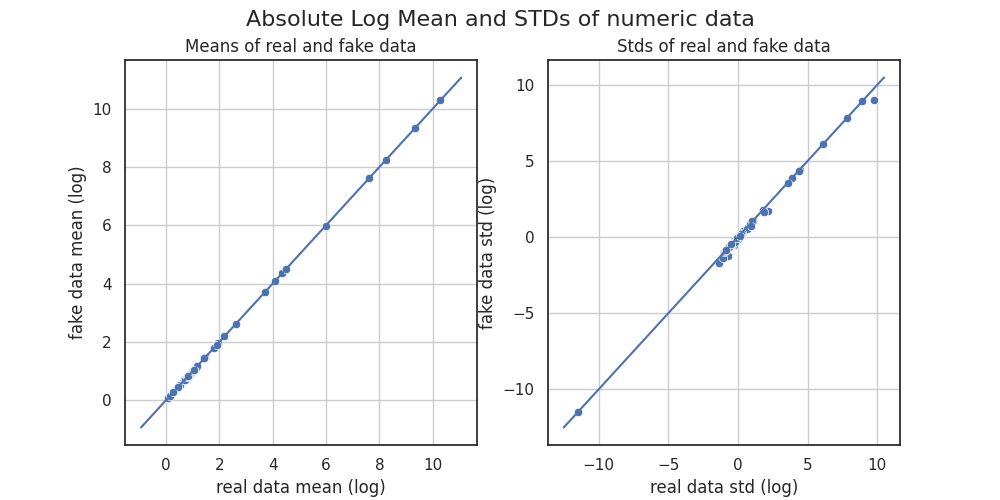 Absolute Log Mean and STDs of numeric data
Means of real and fake data
fake data mean (log)
10
8
6
4
2
0
0 2 4 6 8 10
real data mean (log)
Stds of real and fake data
fake data std (log)
10
5
0
−5
−10
−10 −5 0 5 10
real data std (log)